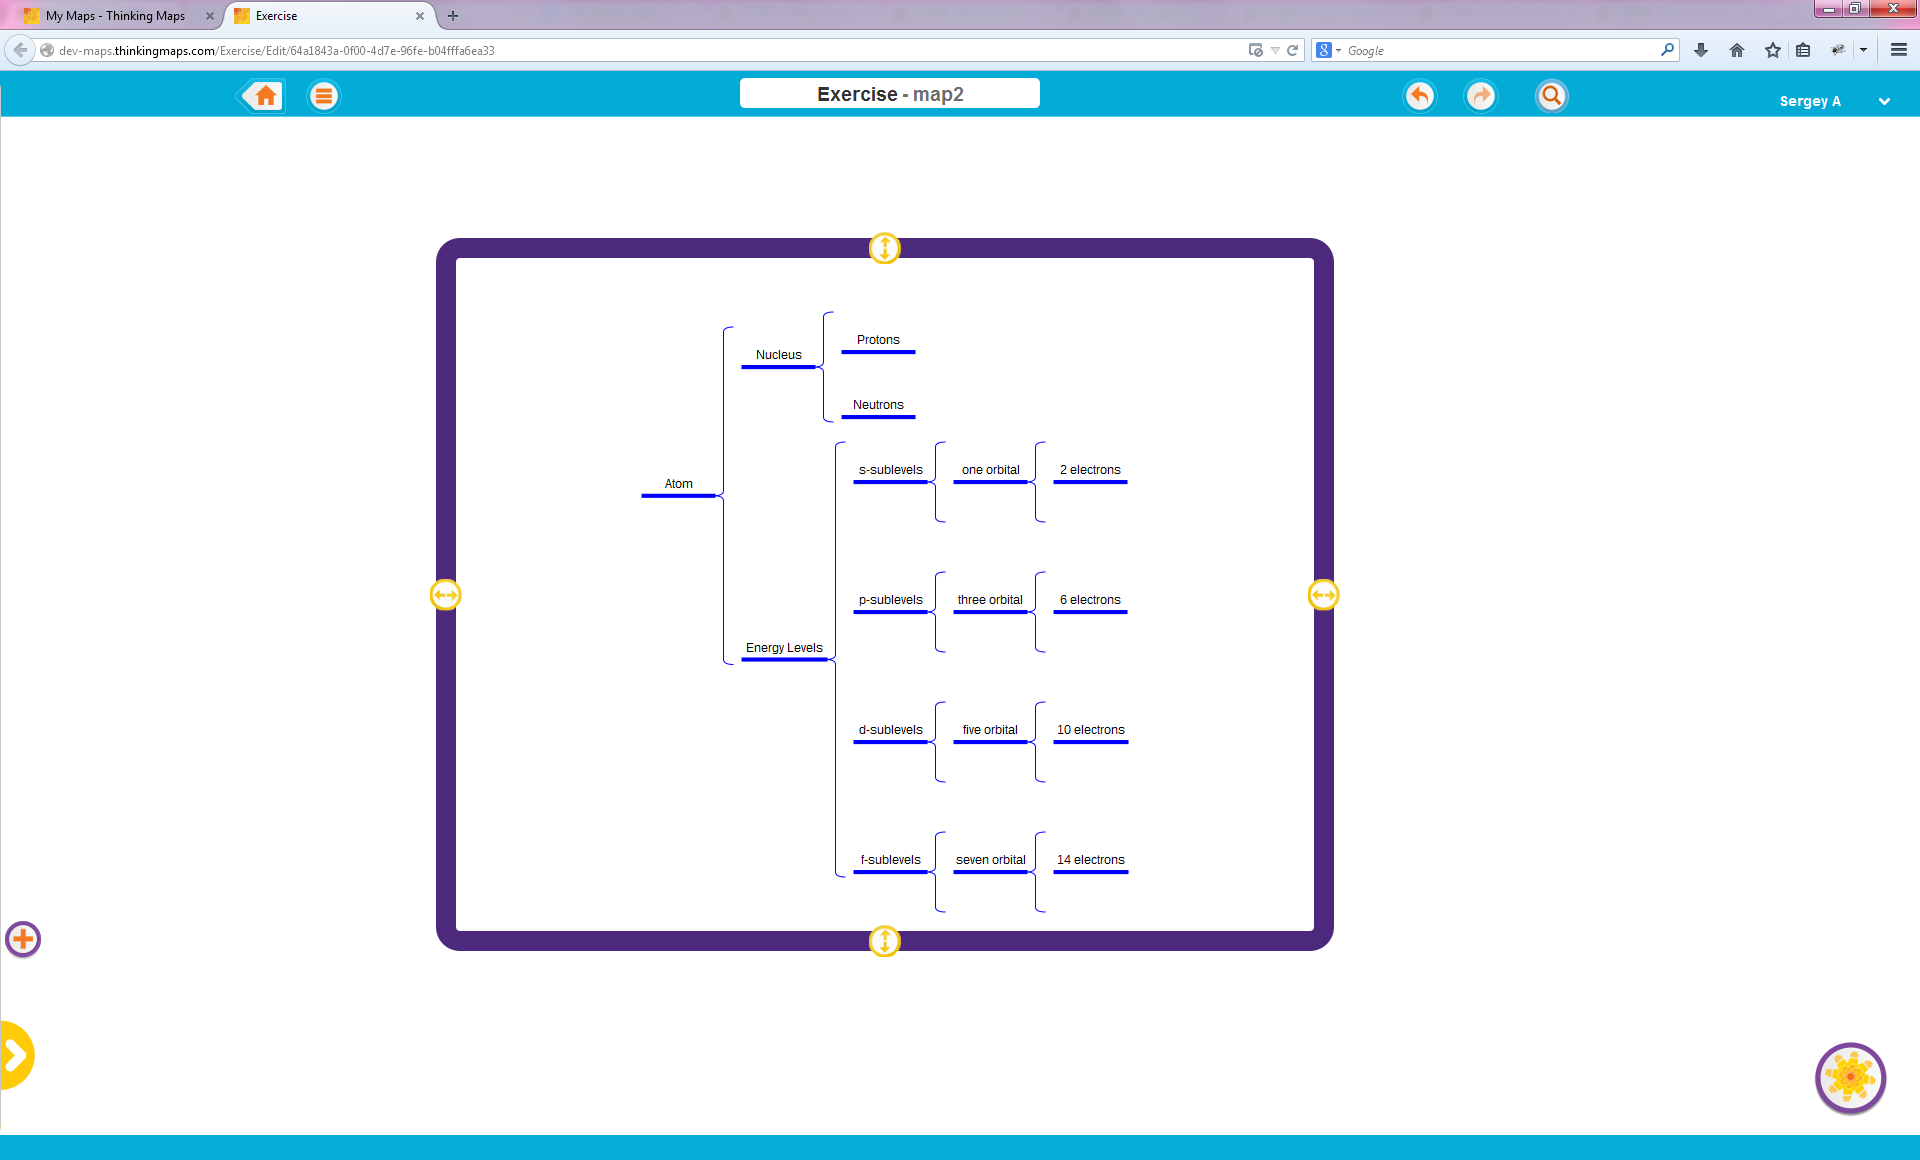 My Maps - Thinking Maps
Exercise
dev-maps.thinkingmaps.com/Exercise/Edit/64a1843a-0f00-4d7e-96fe-b04fffa6ea33
8 Google
Exercise - map2
Sergey A
Protons
Nucleus
Neutrons
s-sublevels one orbital 2 electrons
Atom
p-sublevels three orbital 6 electrons
Energy Levels
d-sublevels five orbital 10 electrons
f-sublevels seven orbital 14 electrons